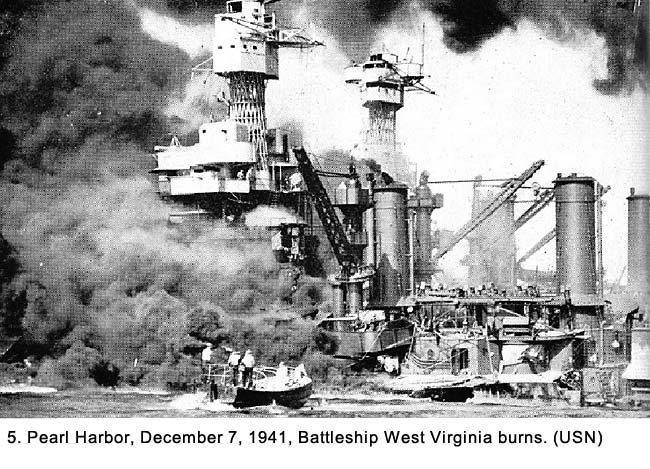 5. Pearl Harbor, December 7, 1941, Battleship West Virginia burns. (USN)